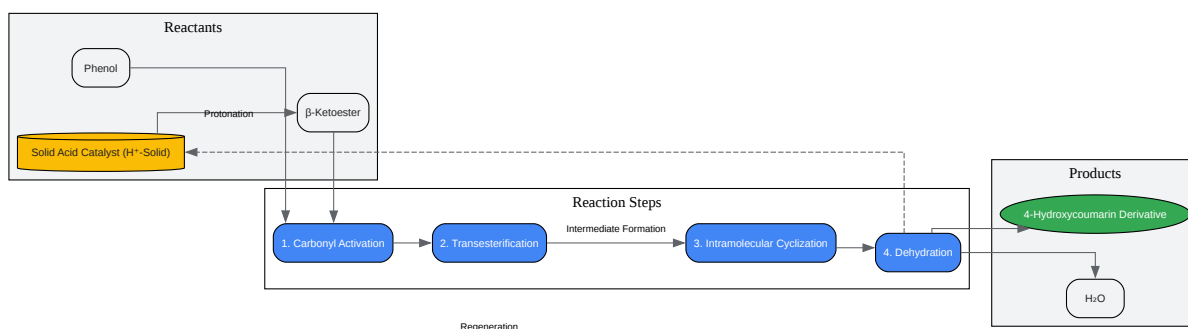 Reactants
Phenol
Protonation
β-Ketoester
Solid Acid Catalyst (H⁺-Solid)
Reaction Steps
1. Carbonyl Activation
2. Transesterification
Intermediate Formation
3. Intramolecular Cyclization
4. Dehydration
Products
4-Hydroxycoumarin Derivative
H₂O
Regeneration